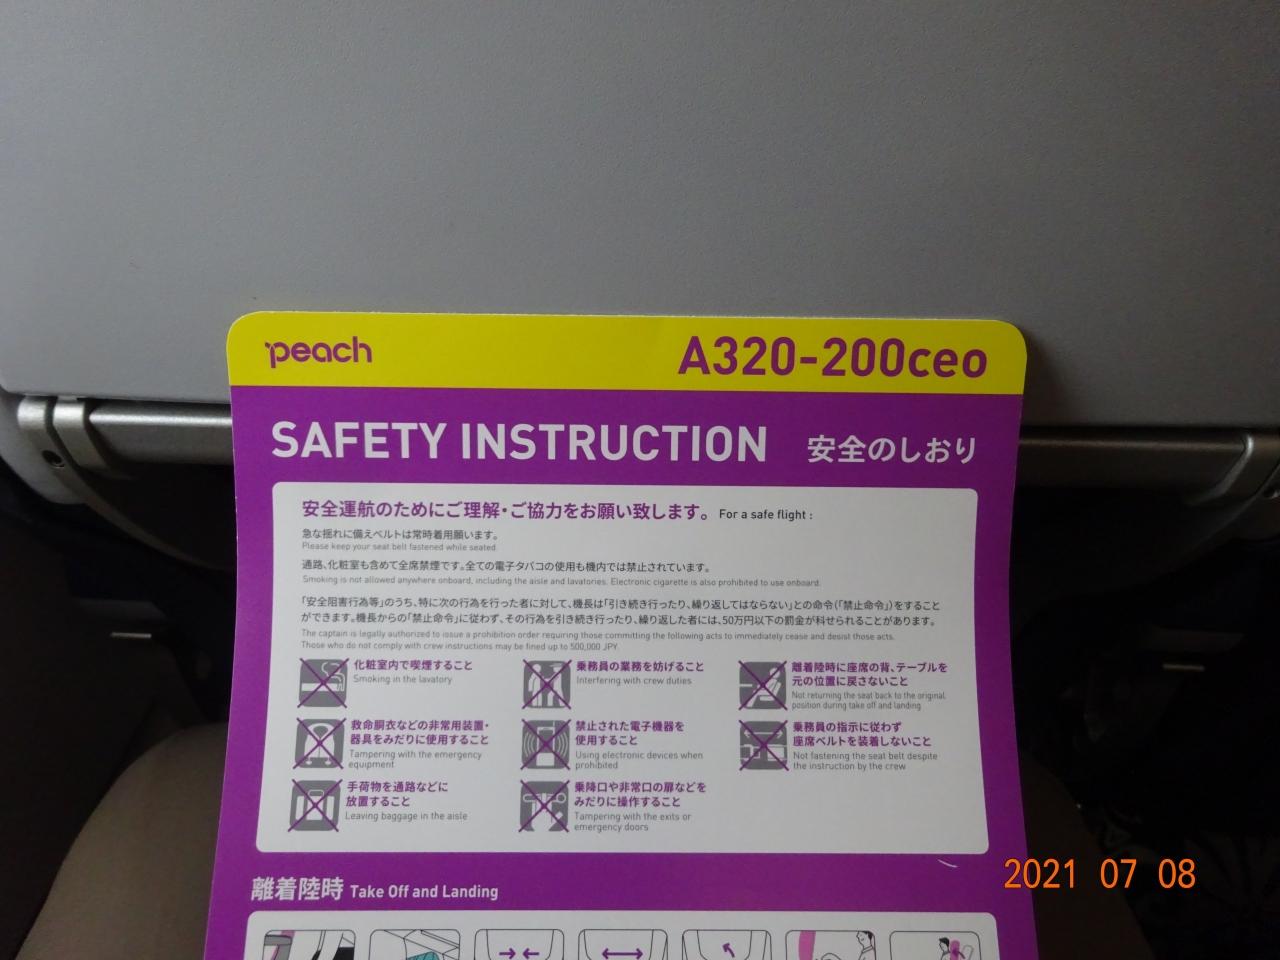 peach
A320-200ceo
SAFETY INSTRUCTION 安全のしおり
安全運航のためにご理解・ご協力をお願い致します。 For a safe flight :
急な揺れに備えベルトは常時着用願います。
Please keep your seat belt fastened while seated.
通路、化粧室も含めて全席禁煙です。全ての電子タバコの使用も機内では禁止されています。
Smoking is not allowed anywhere onboard, including the aisle and lavatories. Electronic cigarette is also prohibited to use onboard.
「安全阻害行為等」のうち、特に次の行為を行った者に対して、機長は「引き続き行ったり、繰り返してはならない」との命令(「禁止命令」)をすること
ができます。機長からの「禁止命令」に従わず、その行為を引き続き行ったり、繰り返した者には、50万円以下の罰金が科せられることがあります。
The captain is legally authorized to issue a prohibition order requiring those committing the following acts to immediately cease and desist those acts.
Those who do not comply with crew instructions may be fined up to 500,000 JPY.
化粧室内で喫煙すること
Smoking in the lavatory
乗務員の業務を妨げること
Interfering with crew duties
離着陸時に座席の背、テーブルを
元の位置に戻さないこと
Not returning the seat back to the original
position during take off and landing
救命胴衣などの非常用装置・
器具をみだりに使用すること
Tampering with the emergency
equipment
禁止された電子機器を
使用すること
Using electronic devices when
prohibited
乗務員の指示に従わず
座席ベルトを装着しないこと
Not fastening the seat belt despite
the instruction by the crew
手荷物を通路などに
放置すること
Leaving baggage in the aisle
乗降口や非常口の扉などを
みだりに操作すること
Tampering with the exits or
emergency doors
離着陸時 Take Off and Landing
2021 07 08